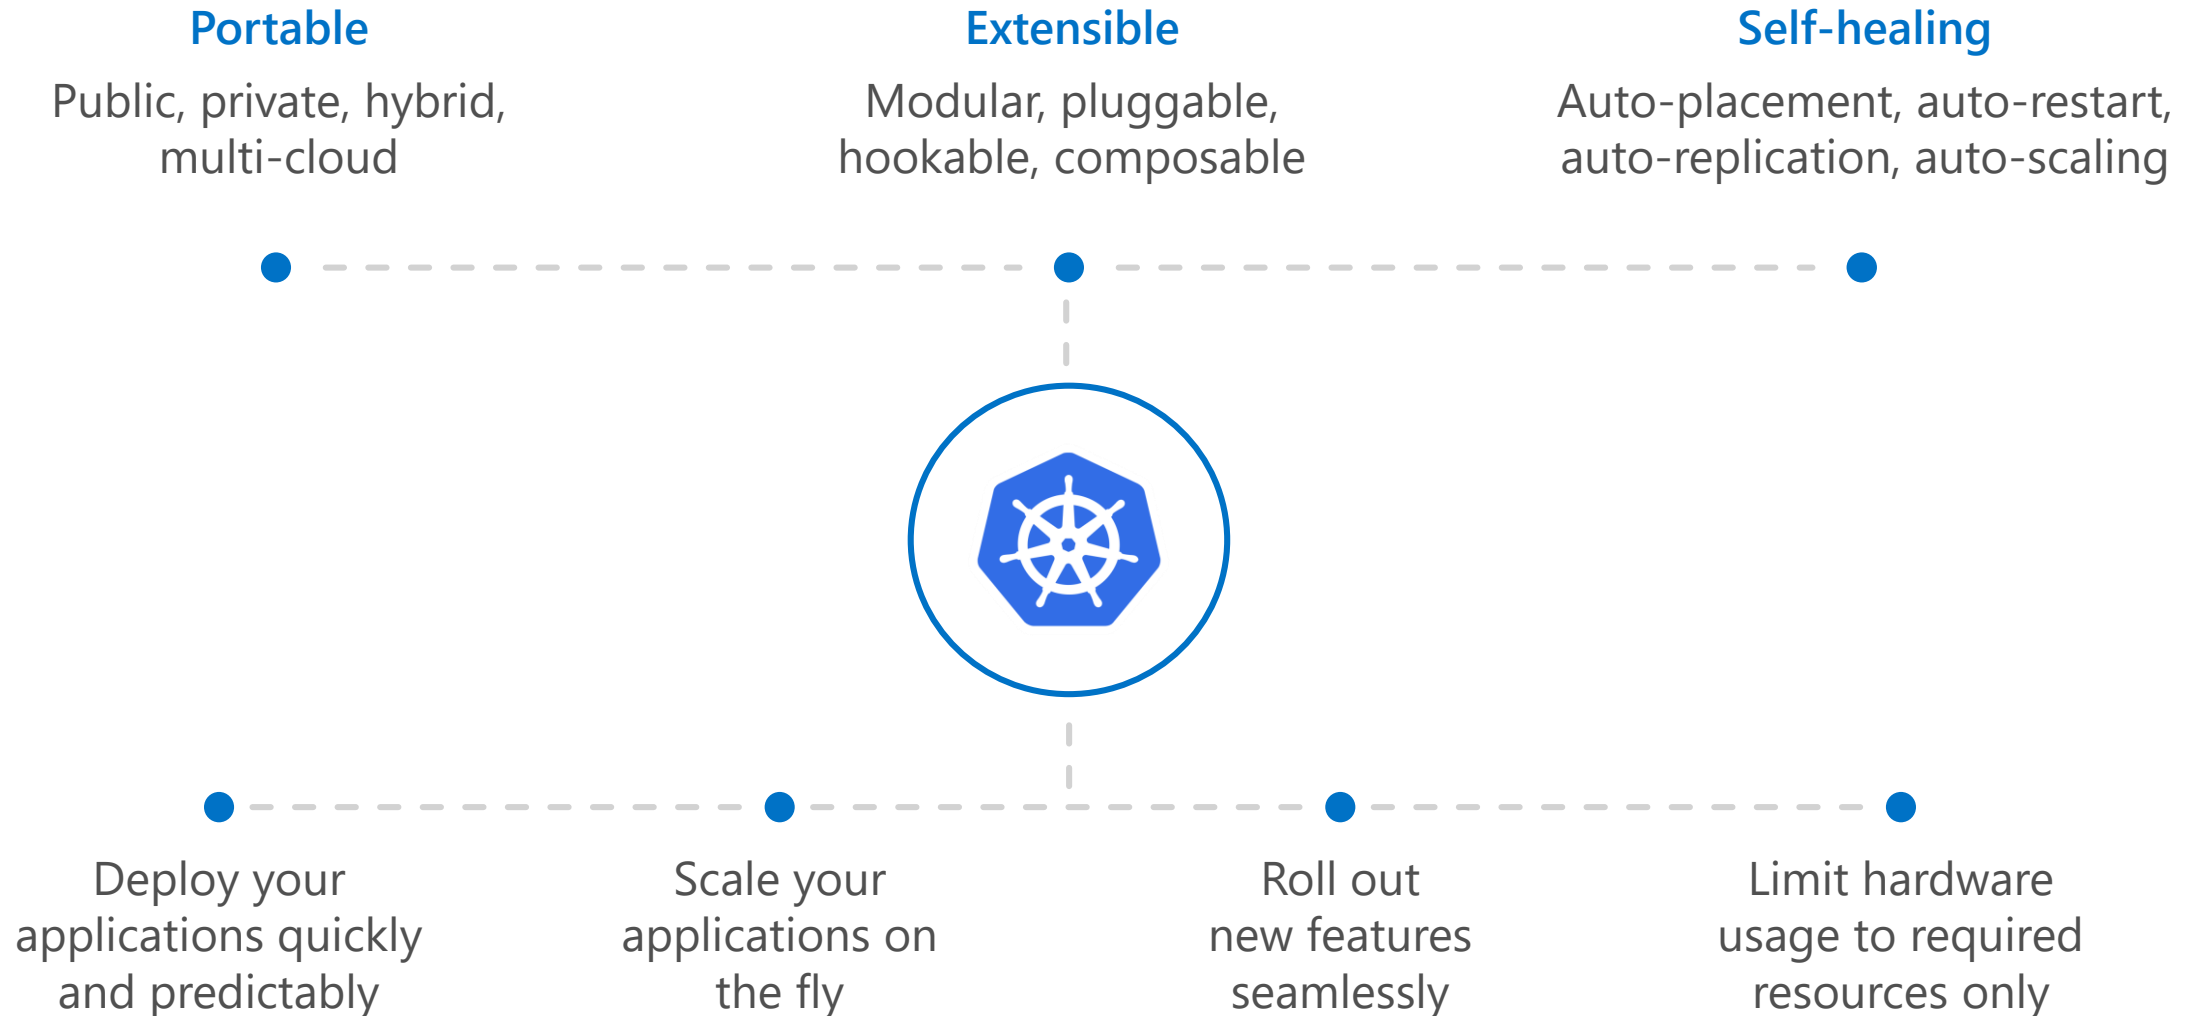 Portable
Public, private, hybrid,
multi-cloud
Extensible
Modular, pluggable,
hookable, composable
Self-healing
Auto-placement, auto-restart,
auto-replication, auto-scaling
Deploy your
applications quickly
and predictably
Scale your
applications on
the fly
Roll out
new features
seamlessly
Limit hardware
usage to required
resources only